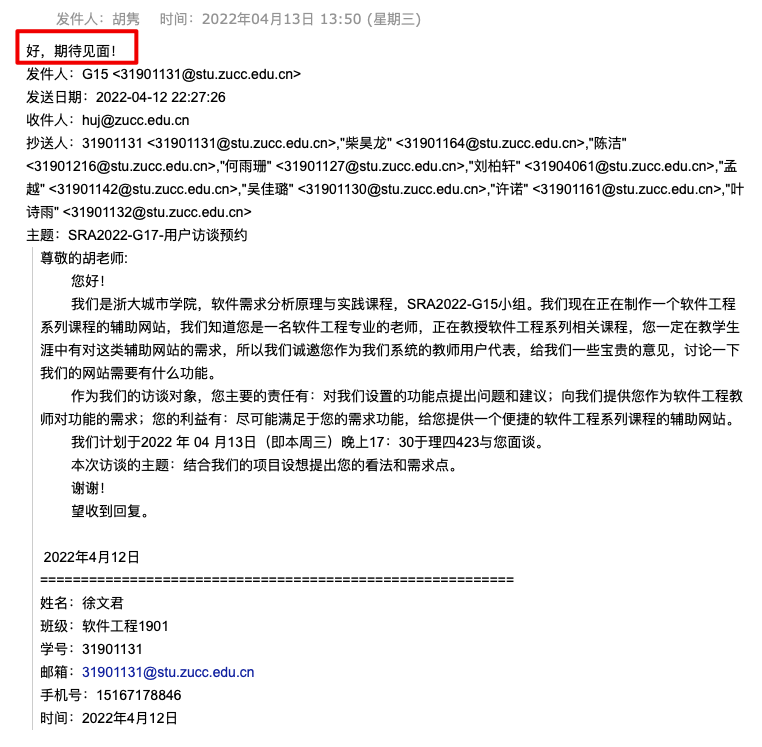 发件人：胡隽 时间：2022年04月13日 13:50 (星期三)
好，期待见面！
发件人：G15 <31901131@stu.zucc.edu.cn>
发送日期：2022-04-12 22:27:26
收件人：huj@zucc.edu.cn
抄送人：31901131 <31901131@stu.zucc.edu.cn>,"柴昊龙" <31901164@stu.zucc.edu.cn>,"陈洁"
<31901216@stu.zucc.edu.cn>,"何雨珊" <31901127@stu.zucc.edu.cn>,"刘柏轩" <31904061@stu.zucc.edu.cn>,"孟
越" <31901142@stu.zucc.edu.cn>,"吴佳璐" <31901130@stu.zucc.edu.cn>,"许诺" <31901161@stu.zucc.edu.cn>,"叶
诗雨" <31901132@stu.zucc.edu.cn>
主题：SRA2022-G17-用户访谈预约
尊敬的胡老师:
您好！
我们是浙大城市学院，软件需求分析原理与实践课程，SRA2022-G15小组。我们现在正在制作一个软件工程
系列课程的辅助网站，我们知道您是一名软件工程专业的老师，正在教授软件工程系列相关课程，您一定在教学生
涯中有对这类辅助网站的需求，所以我们诚邀您作为我们系统的教师用户代表，给我们一些宝贵的意见，讨论一下
我们的网站需要有什么功能。
作为我们的访谈对象，您主要的责任有：对我们设置的功能点提出问题和建议；向我们提供您作为软件工程教
师对功能的需求；您的利益有：尽可能满足于您的需求功能，给您提供一个便捷的软件工程系列课程的辅助网站。
我们计划于2022 年 04 月13日（即本周三）晚上17：30于理四423与您面谈。
本次访谈的主题：结合我们的项目设想提出您的看法和需求点。
谢谢！
望收到回复。
2022年4月12日
===========================================================
姓名：徐文君
班级：软件工程1901
学号：31901131
邮箱：31901131@stu.zucc.edu.cn
手机号：15167178846
时间：2022年4月12日